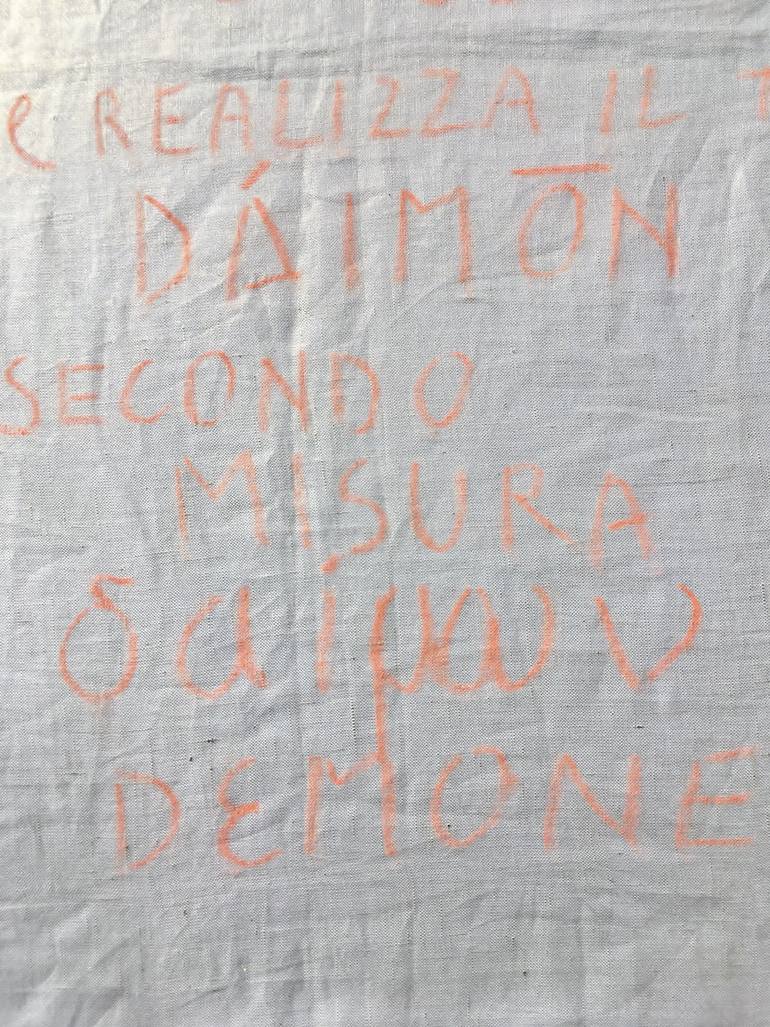 e REALIZZA IL T
DÁIMŌN
SECONDO
MISURA
δαίμων
DEMONE